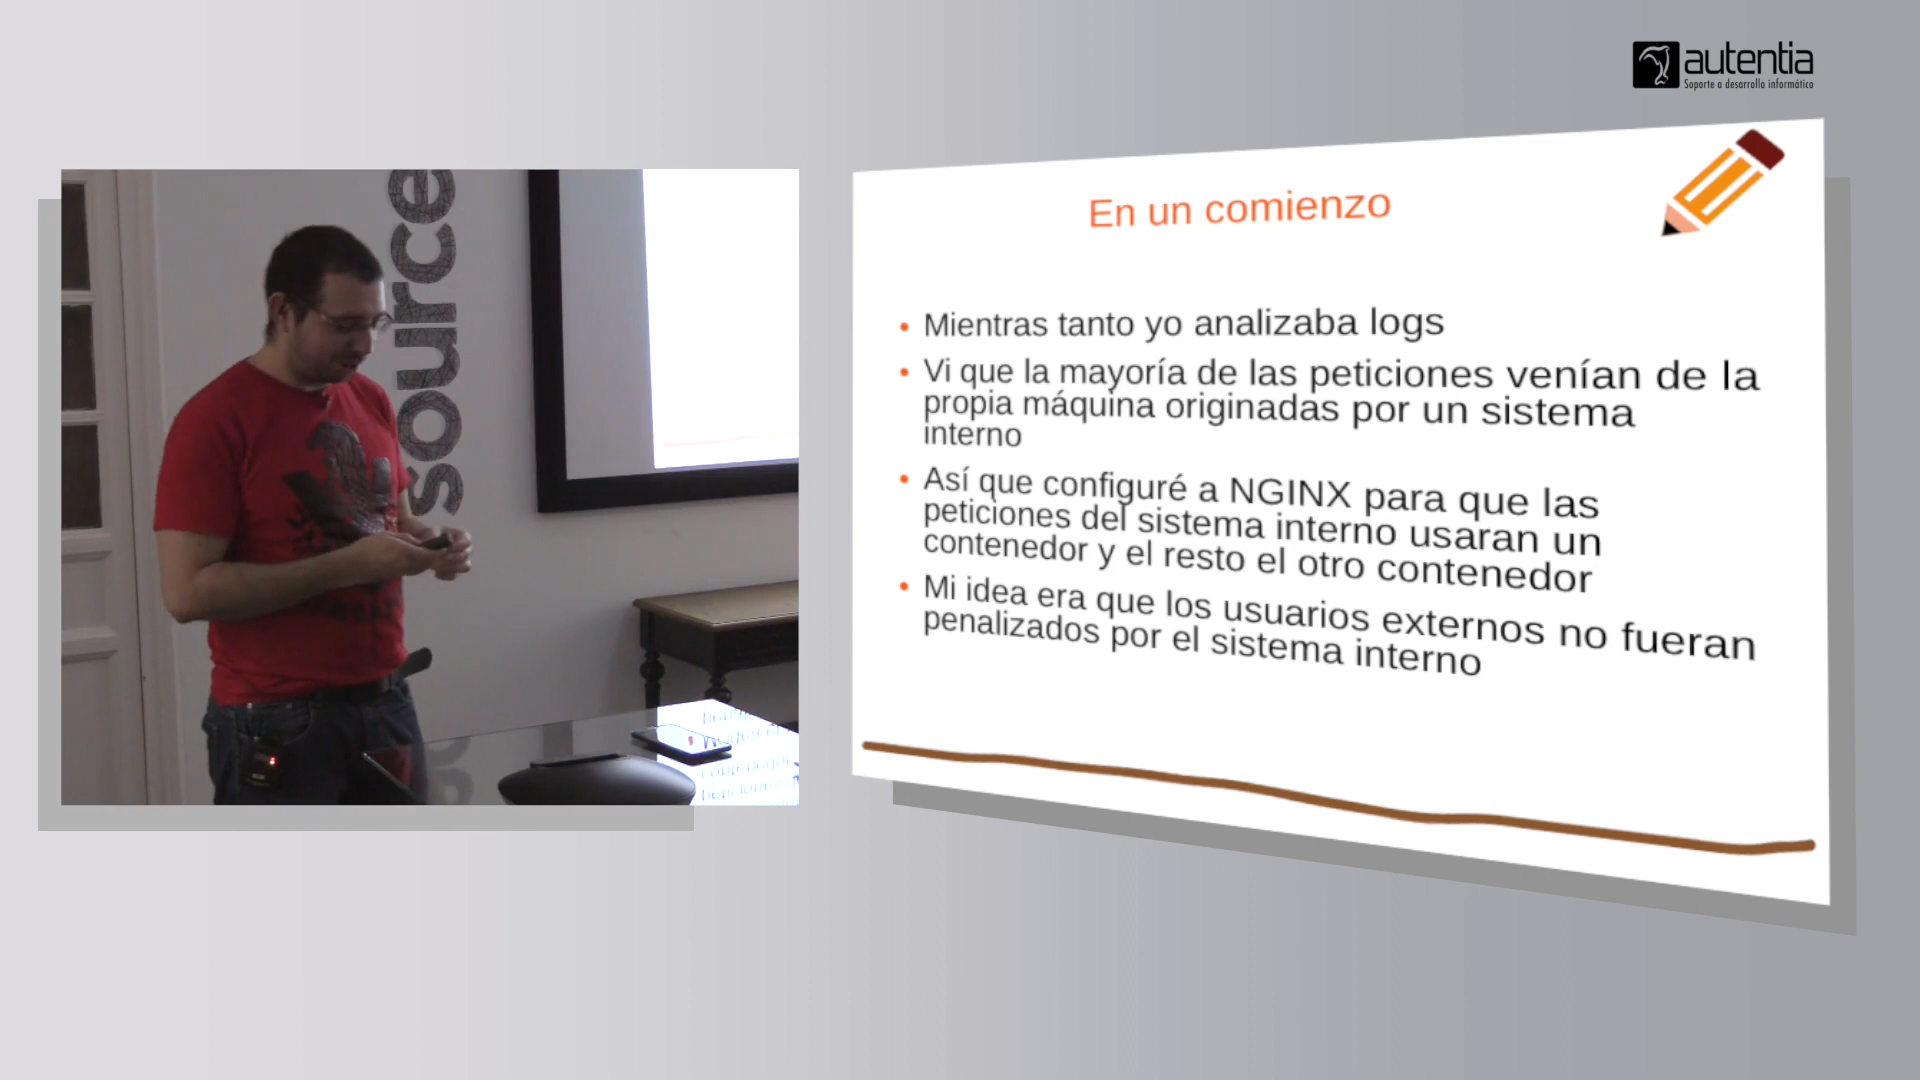 autentia
Soporte a desarrollo informático
source
En un comienzo
Mientras tanto yo analizaba logs
Vi que la mayoría de las peticiones venían de la
propia máquina originadas por un sistema
interno
Así que configuré a NGINX para que las
peticiones del sistema interno usaran un
contenedor y el resto el otro contenedor
Mi idea era que los usuarios externos no fueran
penalizados por el sistema interno